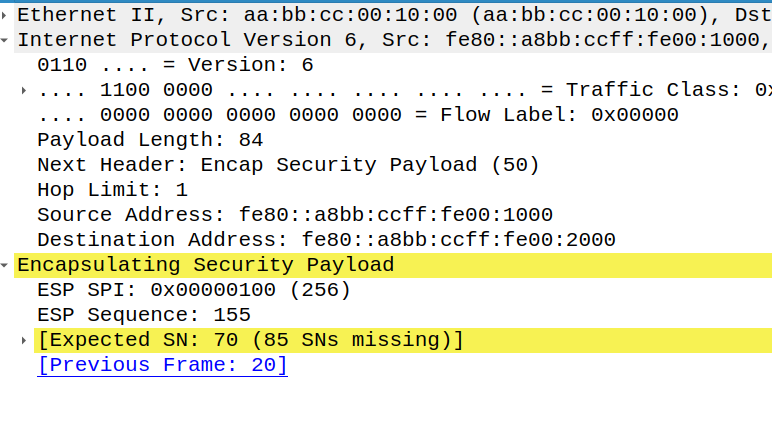 Ethernet II, Src: aa:bb:cc:00:10:00 (aa:bb:cc:00:10:00), Dst
Internet Protocol Version 6, Src: fe80::a8bb:ccff:fe00:1000,
0110 .... = Version: 6
.... 1100 0000 .... .... .... .... .... = Traffic Class: 0x
.... 0000 0000 0000 0000 0000 = Flow Label: 0x00000
Payload Length: 84
Next Header: Encap Security Payload (50)
Hop Limit: 1
Source Address: fe80::a8bb:ccff:fe00:1000
Destination Address: fe80::a8bb:ccff:fe00:2000
Encapsulating Security Payload
ESP SPI: 0x00000100 (256)
ESP Sequence: 155
[Expected SN: 70 (85 SNs missing)]
[Previous Frame: 20]